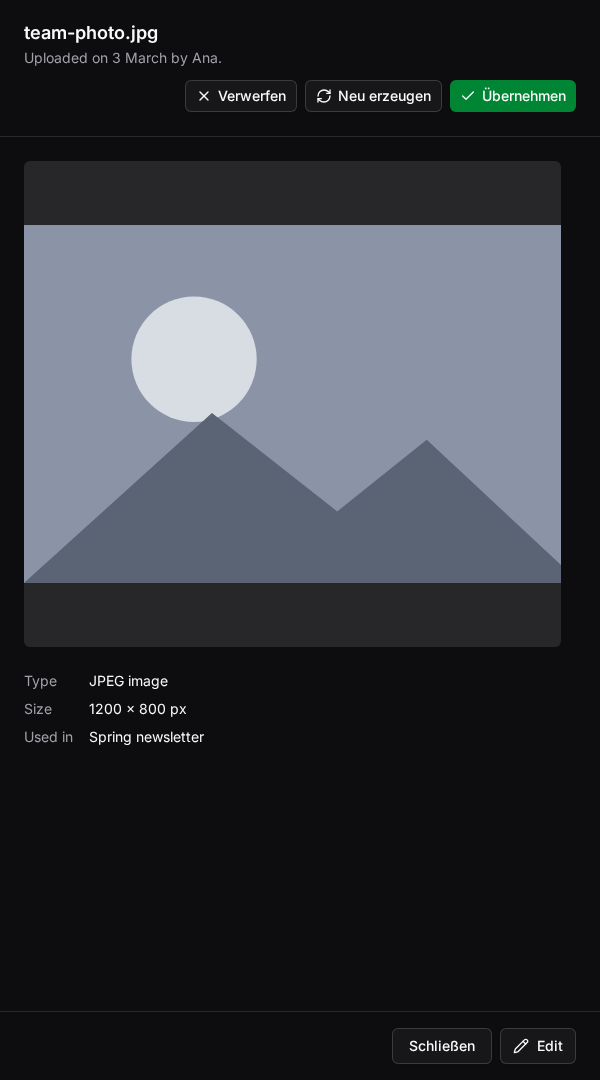 team-photo.jpg
Uploaded on 3 March by Ana.
Verwerfen
Neu erzeugen
Übernehmen
Type JPEG image
Size 1200 × 800 px
Used in Spring newsletter
Schließen
Edit